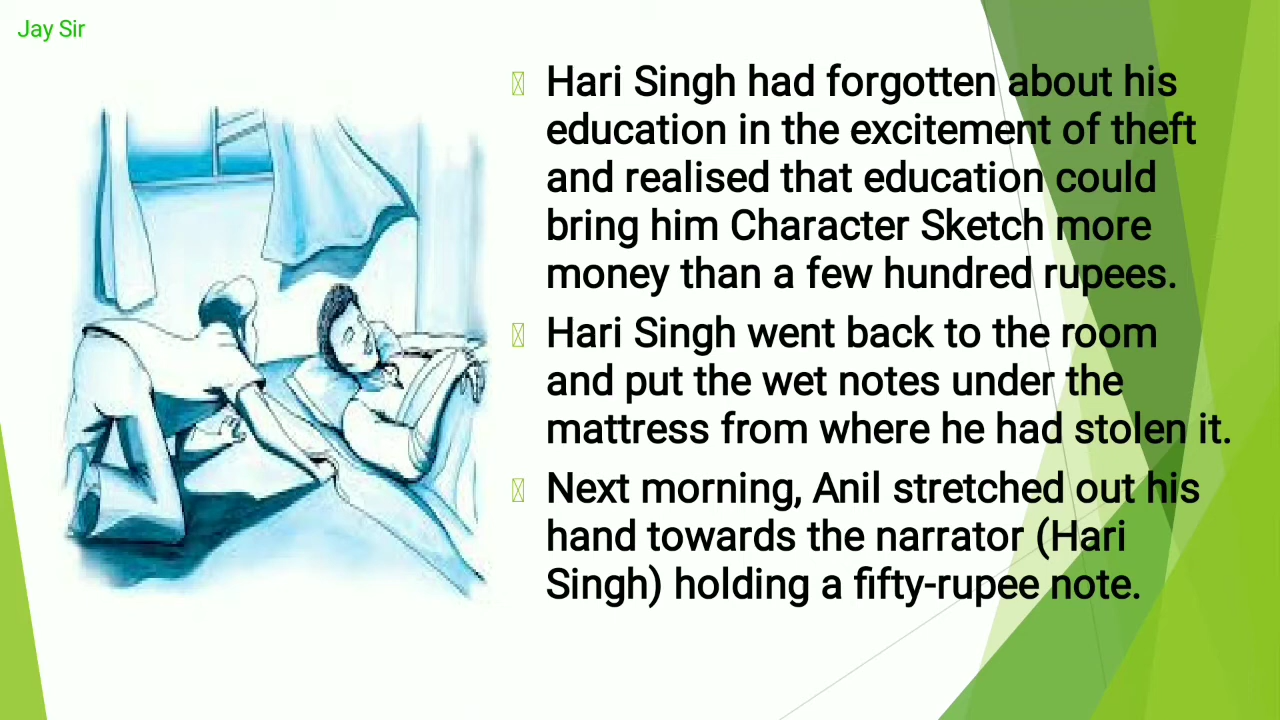 Jay Sir
Hari Singh had forgotten about his
education in the excitement of theft
and realised that education could
bring him Character Sketch more
money than a few hundred rupees.
Hari Singh went back to the room
and put the wet notes under the
mattress from where he had stolen it.
Next morning, Anil stretched out his
hand towards the narrator (Hari
Singh) holding a fifty-rupee note.